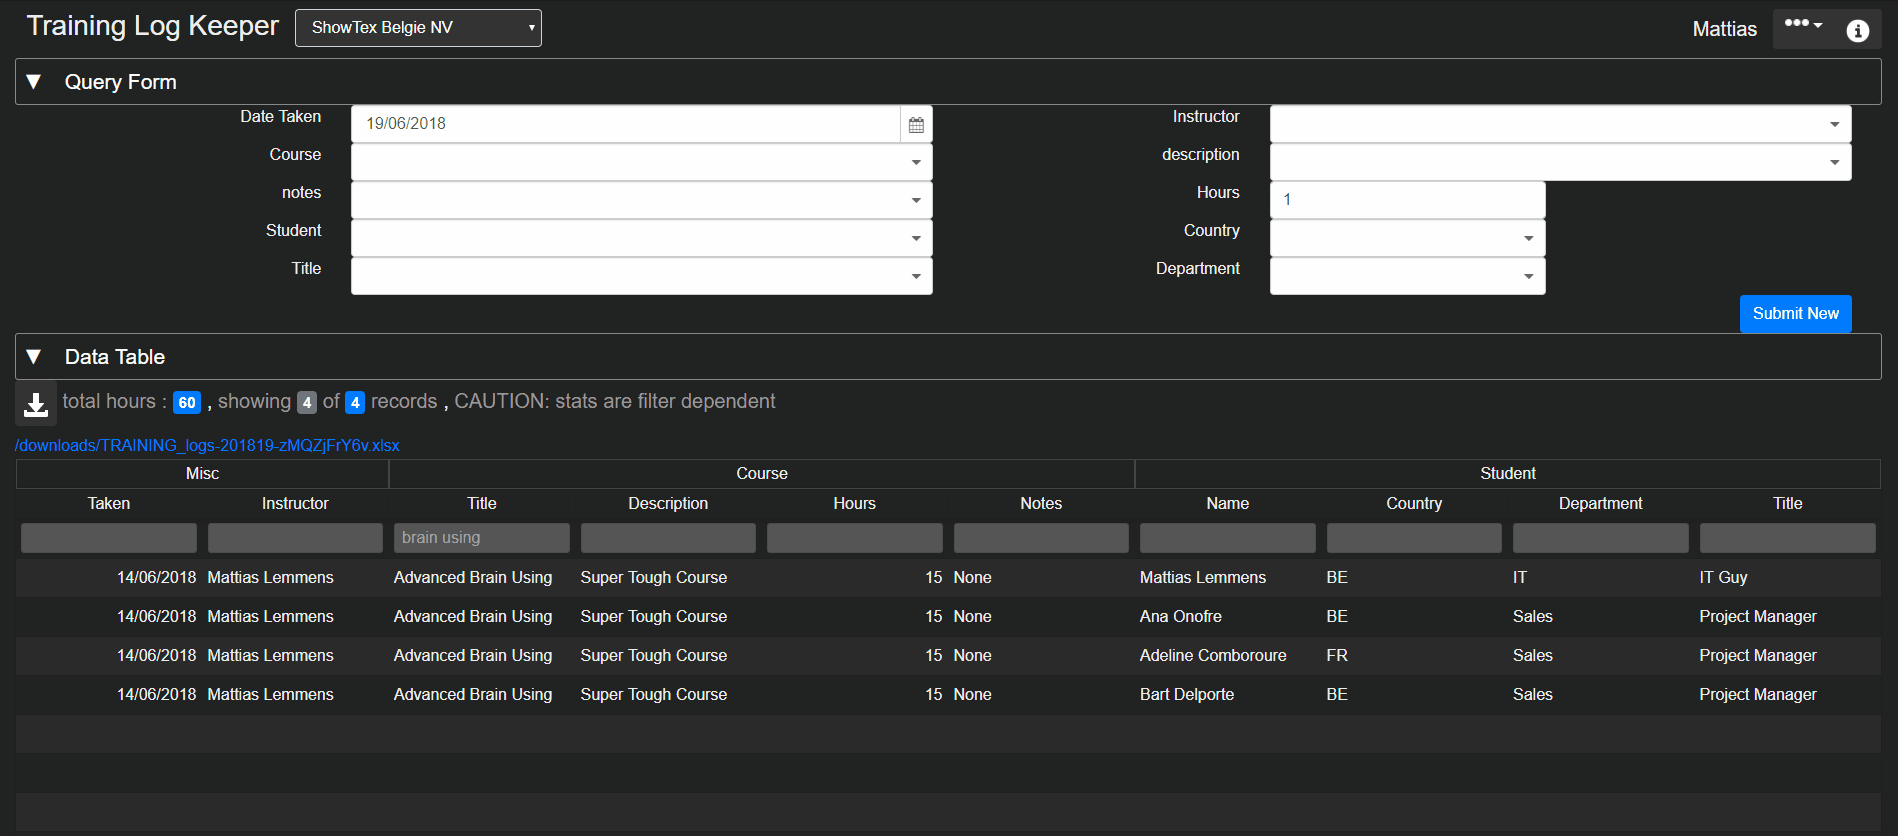 Training Log Keeper ShowTex Belgie NV Mattias
Query Form
Date Taken 19/06/2018 Instructor
Course description
notes Hours 1
Student Country
Title Department
Submit New
Data Table
total hours : 60 , showing 4 of 4 records , CAUTION: stats are filter dependent
/downloads/TRAINING_logs-201819-zMQZjFrY6v.xlsx
Misc Course Student
Taken Instructor Title Description Hours Notes Name Country Department Title
brain using
14/06/2018 Mattias Lemmens Advanced Brain Using Super Tough Course 15 None Mattias Lemmens BE IT IT Guy
14/06/2018 Mattias Lemmens Advanced Brain Using Super Tough Course 15 None Ana Onofre BE Sales Project Manager
14/06/2018 Mattias Lemmens Advanced Brain Using Super Tough Course 15 None Adeline Comboroure FR Sales Project Manager
14/06/2018 Mattias Lemmens Advanced Brain Using Super Tough Course 15 None Bart Delporte BE Sales Project Manager